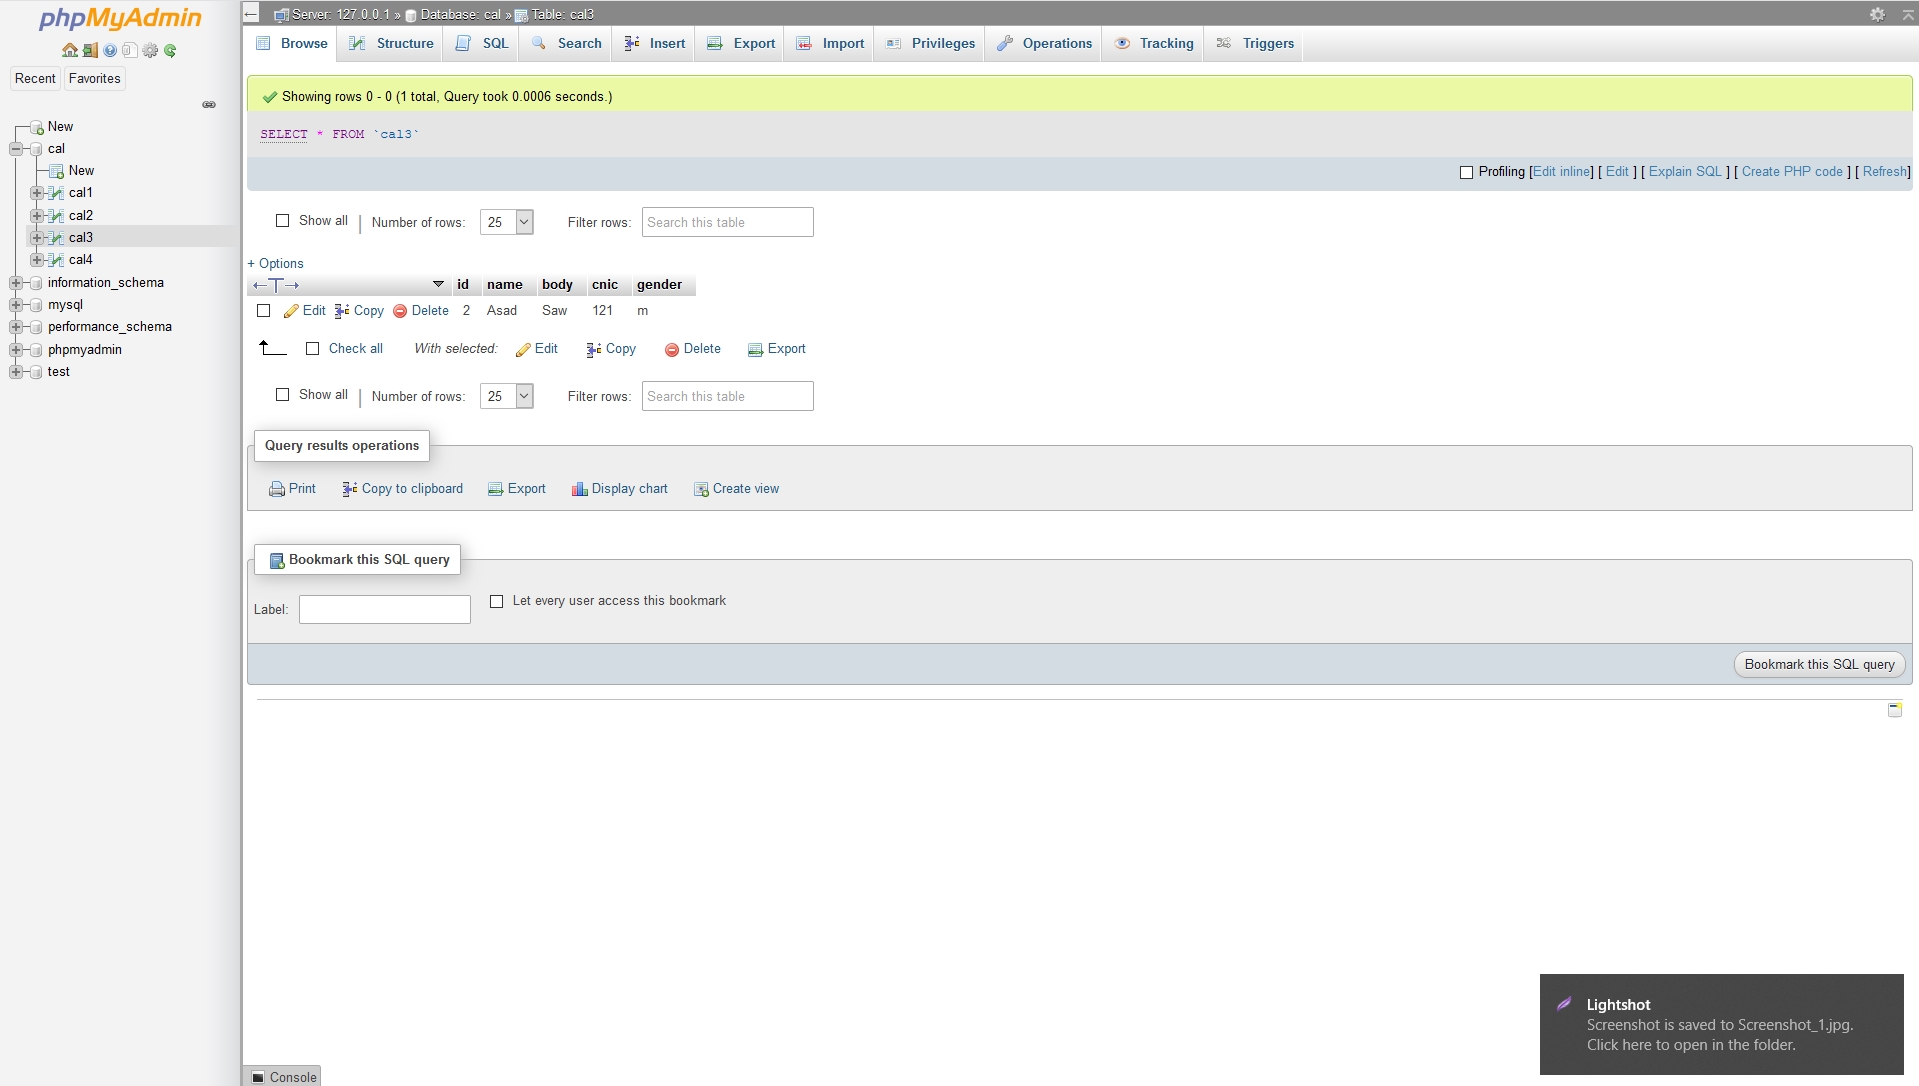 phpMyAdmin
Recent Favorites
New
cal
New
cal1
cal2
cal3
cal4
information_schema
mysql
performance_schema
phpmyadmin
test
Server: 127.0.0.1 » Database: cal » Table: cal3
Browse Structure SQL Search Insert Export Import Privileges Operations Tracking Triggers
Showing rows 0 - 0 (1 total, Query took 0.0006 seconds.)
SELECT * FROM `cal3`
Profiling [Edit inline] [ Edit ] [ Explain SQL ] [ Create PHP code ] [ Refresh]
Show all | Number of rows: 25 Filter rows: Search this table
+ Options
←T→ id name body cnic gender
Edit Copy Delete 2 Asad Saw 121 m
Check all With selected: Edit Copy Delete Export
Show all | Number of rows: 25 Filter rows: Search this table
Query results operations
Print Copy to clipboard Export Display chart Create view
Bookmark this SQL query
Label: Let every user access this bookmark
Bookmark this SQL query
Console
Lightshot
Screenshot is saved to Screenshot_1.jpg.
Click here to open in the folder.